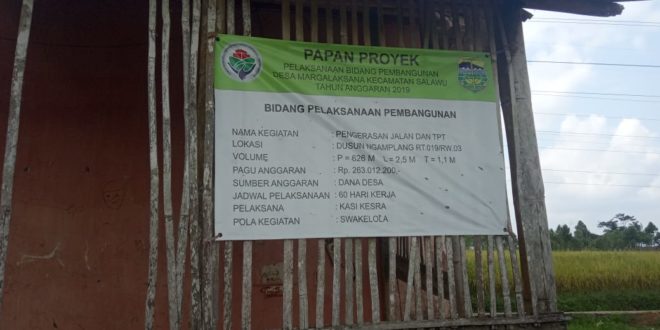 PAPAN PROYEK
PELAKSANAAN BIDANG PEMBANGUNAN
DESA MARGALAKSANA KECAMATAN SALAWU
TAHUN ANGGARAN 2019
BIDANG PELAKSANAAN PEMBANGUNAN
NAMA KEGIATAN : PENGERASAN JALAN DAN TPT
LOKASI : DUSUN NGAMPLANG RT.019/RW.03
VOLUME : P = 626 M L = 2,5 M T = 1,1 M
PAGU ANGGARAN : Rp. 263.012.200,-
SUMBER ANGGARAN : DANA DESA
JADWAL PELAKSANAAN : 60 HARI KERJA
PELAKSANA : KASI KESRA
POLA KEGIATAN : SWAKELOLA